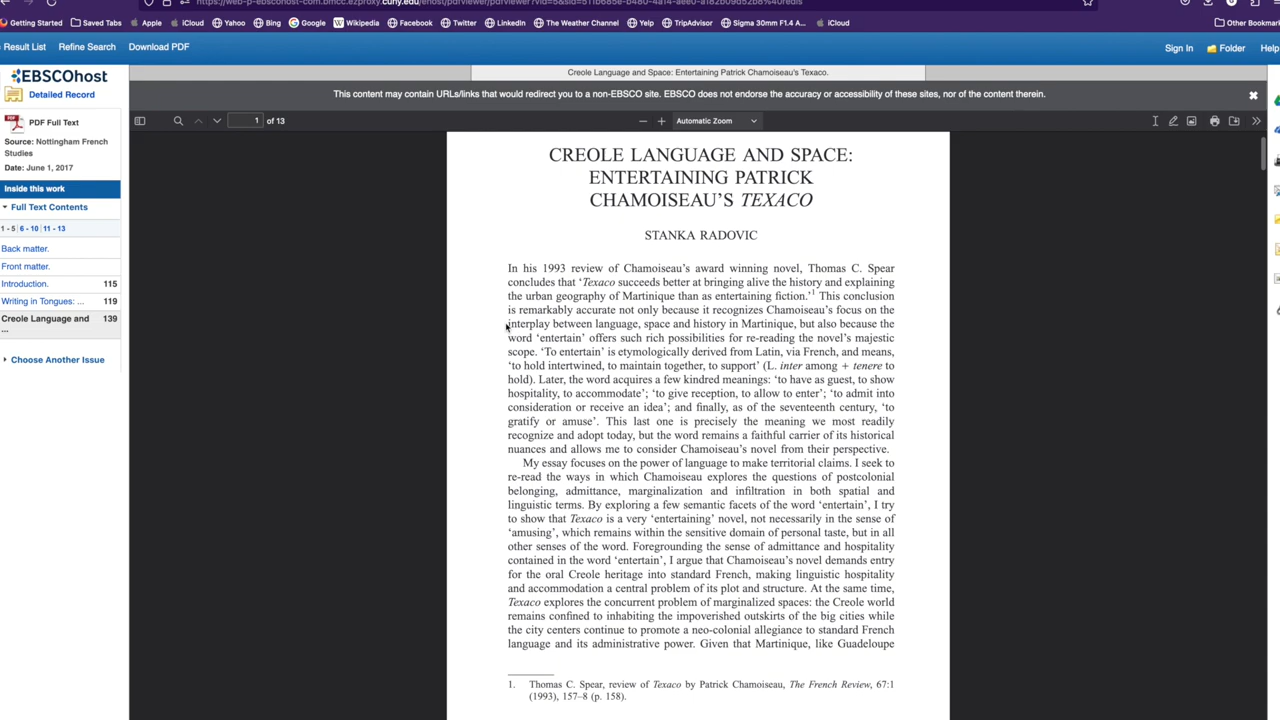 https://web-p-ebscohost-com.bmcc.ezproxy.cuny.edu/ehost/pdfviewer/pdfviewer?vid=5&sid=
Getting Started Saved Tabs Apple iCloud Yahoo Bing Google Wikipedia Facebook Twitter LinkedIn The Weather Channel Yelp TripAdvisor Sigma 30mm F1.4 A... iCloud Other Bookmar
Result List Refine Search Download PDF Sign In Folder Help
EBSCOhost
Detailed Record
PDF Full Text
Source: Nottingham French
Studies
Date: June 1, 2017
Inside this work
Full Text Contents
1 - 5 6 - 10 11 - 13
Back matter.
Front matter.
Introduction. 115
Writing in Tongues: ... 119
Creole Language and 139
...
Choose Another Issue
Creole Language and Space: Entertaining Patrick Chamoiseau's Texaco.
This content may contain URLs/links that would redirect you to a non-EBSCO site. EBSCO does not endorse the accuracy or accessibility of these sites, nor of the content therein.
1 of 13 Automatic Zoom
CREOLE LANGUAGE AND SPACE:
ENTERTAINING PATRICK
CHAMOISEAU'S TEXACO
STANKA RADOVIC
In his 1993 review of Chamoiseau's award winning novel, Thomas C. Spear
concludes that 'Texaco succeeds better at bringing alive the history and explaining
the urban geography of Martinique than as entertaining fiction.'1 This conclusion
is remarkably accurate not only because it recognizes Chamoiseau's focus on the
interplay between language, space and history in Martinique, but also because the
word 'entertain' offers such rich possibilities for re-reading the novel's majestic
scope. 'To entertain' is etymologically derived from Latin, via French, and means,
'to hold intertwined, to maintain together, to support' (L. inter among + tenere to
hold). Later, the word acquires a few kindred meanings: 'to have as guest, to show
hospitality, to accommodate'; 'to give reception, to allow to enter'; 'to admit into
consideration or receive an idea'; and finally, as of the seventeenth century, 'to
gratify or amuse'. This last one is precisely the meaning we most readily
recognize and adopt today, but the word remains a faithful carrier of its historical
nuances and allows me to consider Chamoiseau's novel from their perspective.
My essay focuses on the power of language to make territorial claims. I seek to
re-read the ways in which Chamoiseau explores the questions of postcolonial
belonging, admittance, marginalization and infiltration in both spatial and
linguistic terms. By exploring a few semantic facets of the word 'entertain', I try
to show that Texaco is a very 'entertaining' novel, not necessarily in the sense of
'amusing', which remains within the sensitive domain of personal taste, but in all
other senses of the word. Foregrounding the sense of admittance and hospitality
contained in the word 'entertain', I argue that Chamoiseau's novel demands entry
for the oral Creole heritage into standard French, making linguistic hospitality
and accommodation a central problem of its plot and structure. At the same time,
Texaco explores the concurrent problem of marginalized spaces: the Creole world
remains confined to inhabiting the impoverished outskirts of the big cities while
the city centers continue to promote a neo-colonial allegiance to standard French
language and its administrative power. Given that Martinique, like Guadeloupe
1. Thomas C. Spear, review of Texaco by Patrick Chamoiseau, The French Review, 67:1
(1993), 157–8 (p. 158).